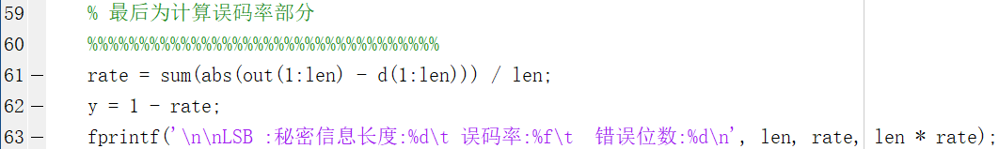 59 % 最后为计算误码率部分
60 %%%%%%%%%%%%%%%%%%%%%%%%%%%%%%%%%%
61 – rate = sum(abs(out(1:len) - d(1:len))) / len;
62 – y = 1 - rate;
63 – fprintf('\n\nLSB :秘密信息长度:%d\t 误码率:%f\t  错误位数:%d\n', len, rate, len * rate);